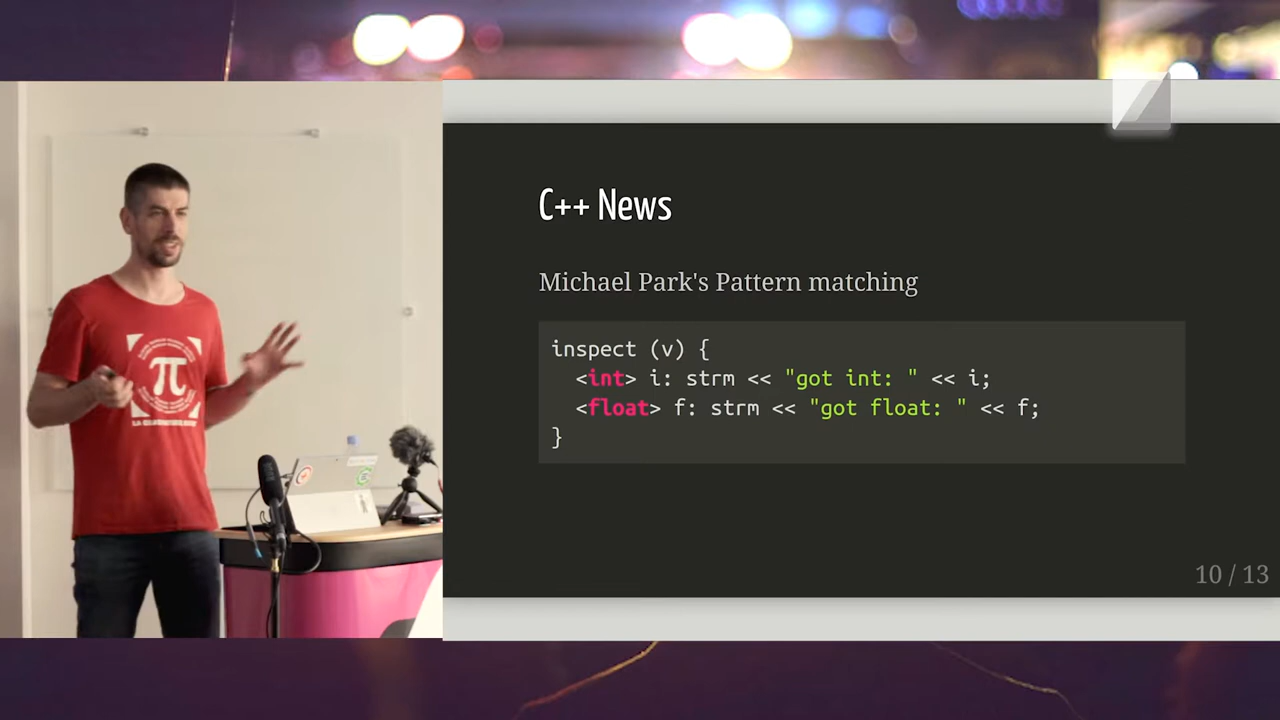 C++ News
Michael Park's Pattern matching
inspect (v) {
  <int> i: strm << "got int: " << i;
  <float> f: strm << "got float: " << f;
}
10 / 13
π